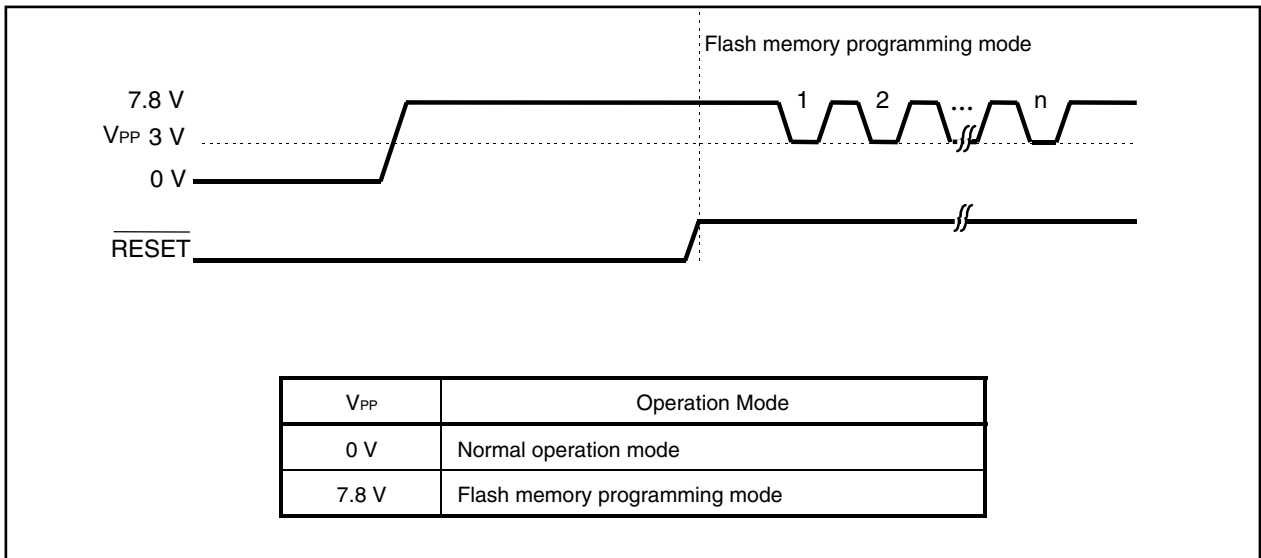 Flash memory programming mode
7.8 V
1 2 ... n
VPP 3 V
0 V
RESET
VPP Operation Mode
0 V Normal operation mode
7.8 V Flash memory programming mode